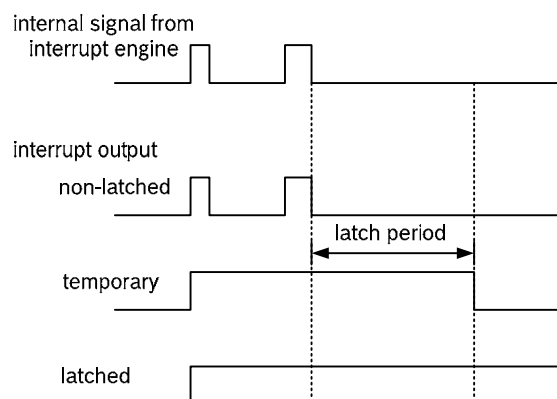 internal signal from
interrupt engine
interrupt output
non-latched
latch period
temporary
latched